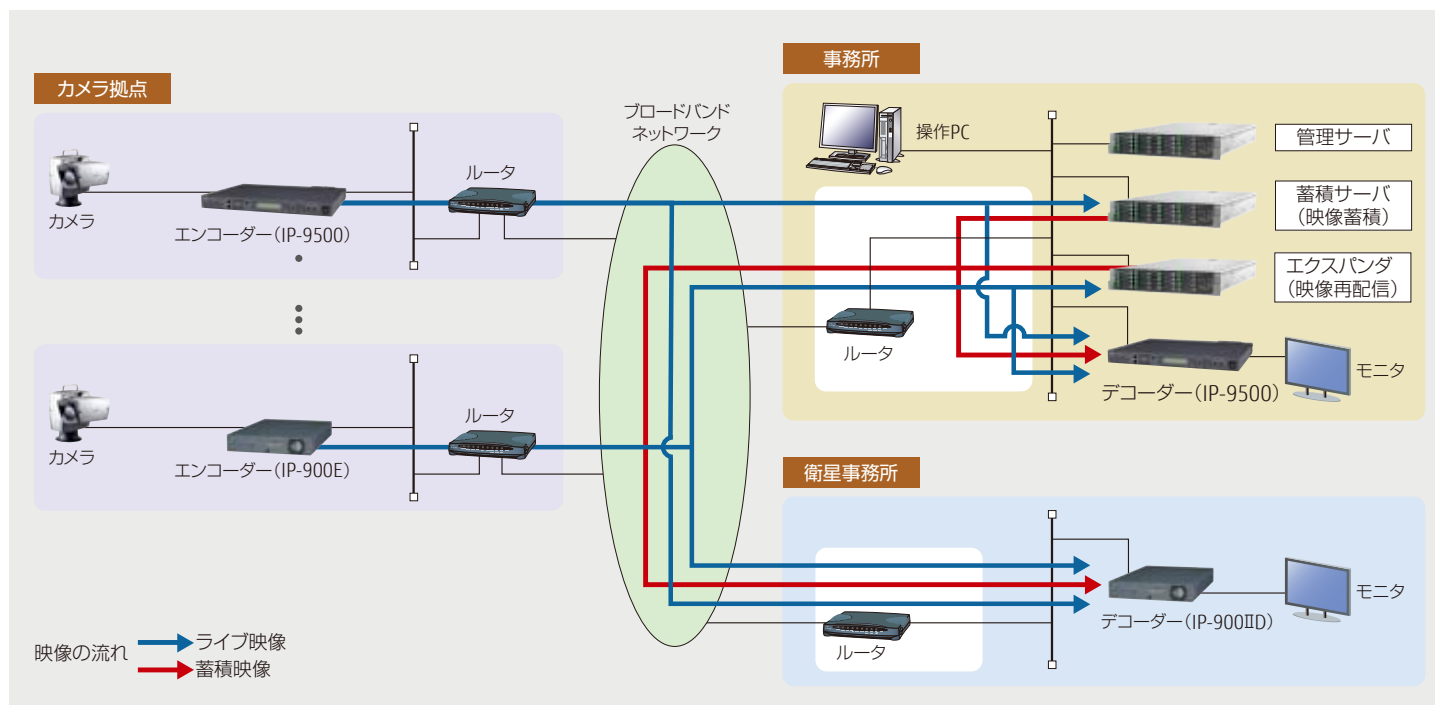 カメラ拠点
カメラ
エンコーダー(IP-9500)
ルータ
カメラ
エンコーダー(IP-900E)
ルータ
ブロードバンド
ネットワーク
事務所
操作PC
管理サーバ
蓄積サーバ
(映像蓄積)
エクスパンダ
(映像再配信)
ルータ
デコーダー(IP-9500)
モニタ
衛星事務所
ルータ
デコーダー(IP-900ⅡD)
モニタ
映像の流れ
ライブ映像
蓄積映像